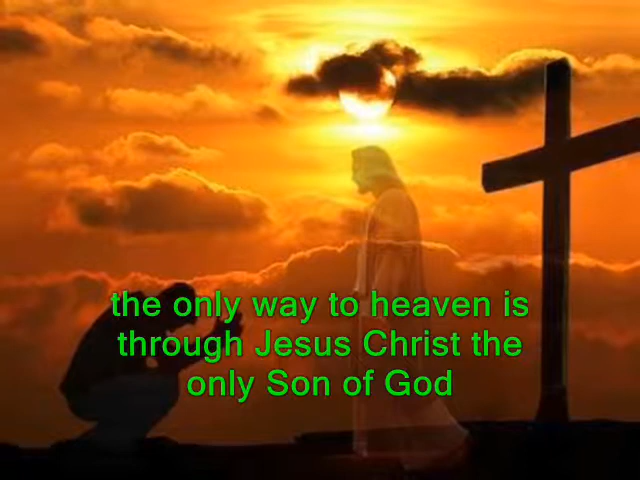 the only way to heaven is
through Jesus Christ the
only Son of God